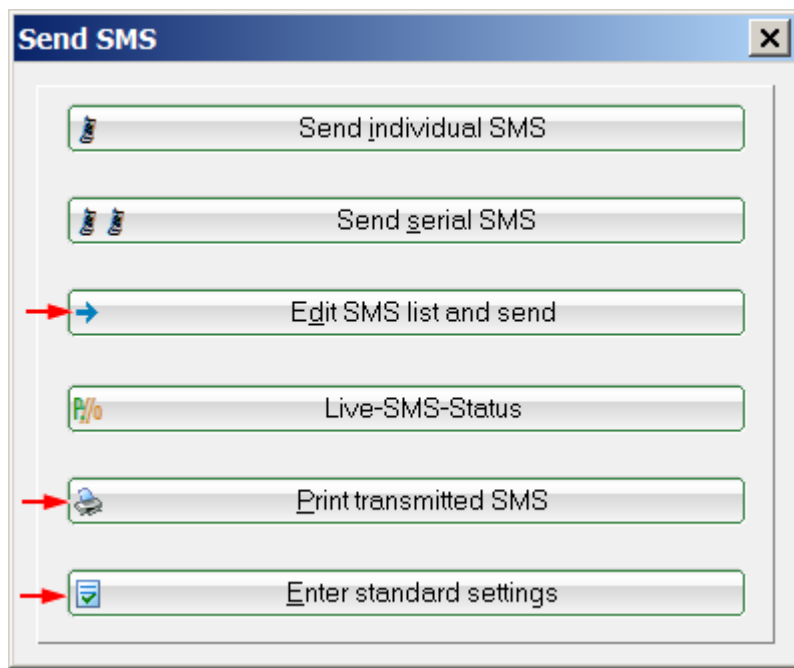 Send SMS
Send individual SMS
Send serial SMS
Edit SMS list and send
Live-SMS-Status
Print transmitted SMS
Enter standard settings